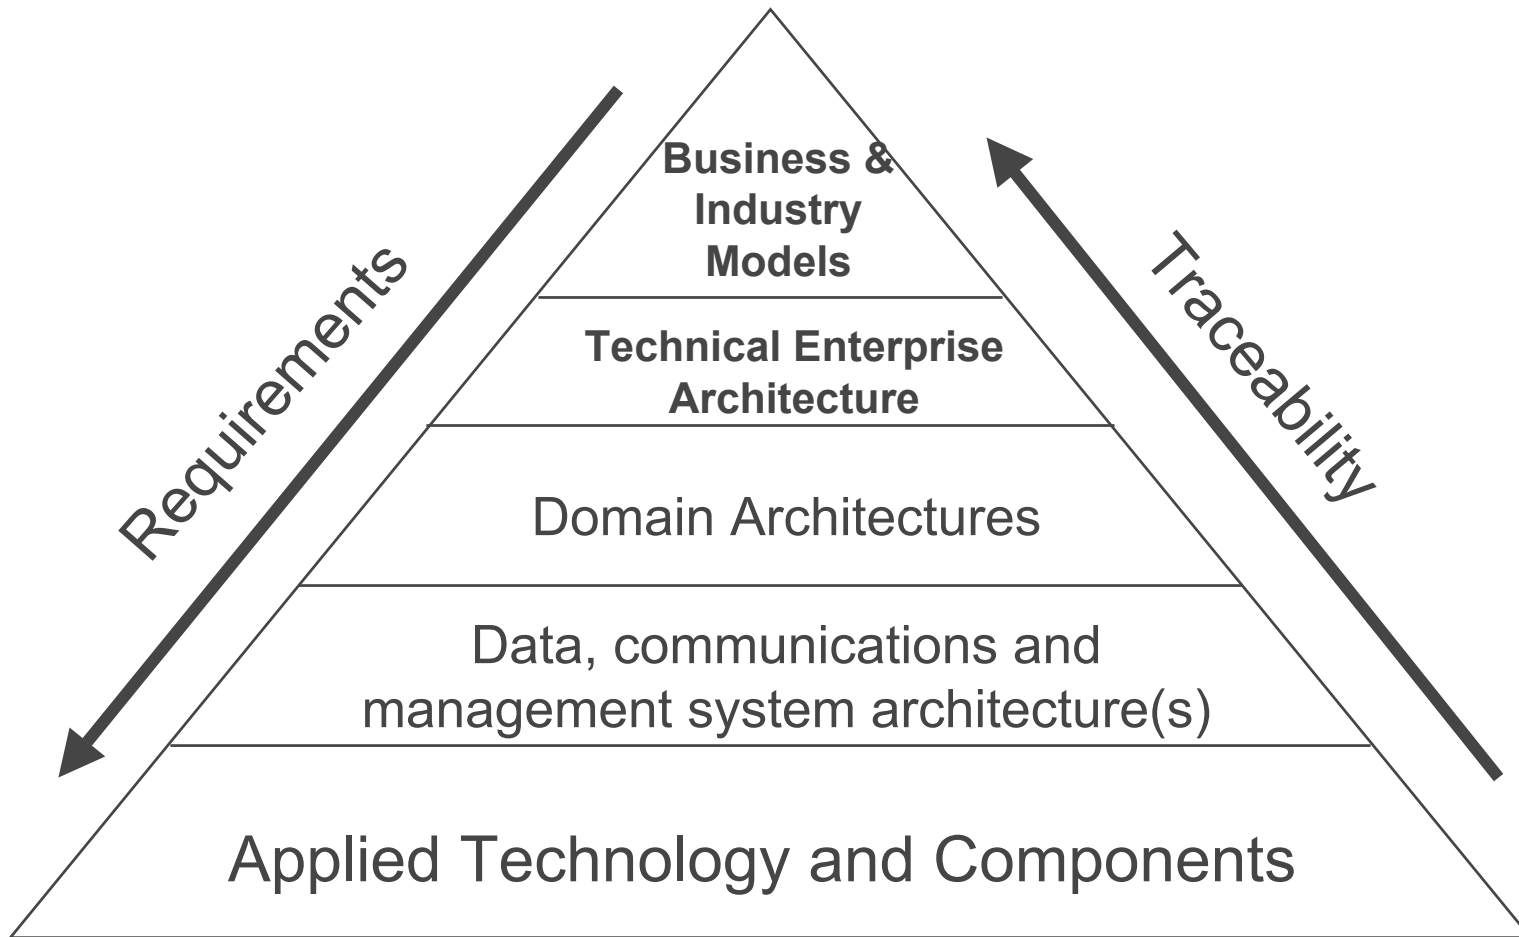 Business &
Industry
Models
Requirements
Traceability
Technical Enterprise
Architecture
Domain Architectures
Data, communications and
management system architecture(s)
Applied Technology and Components